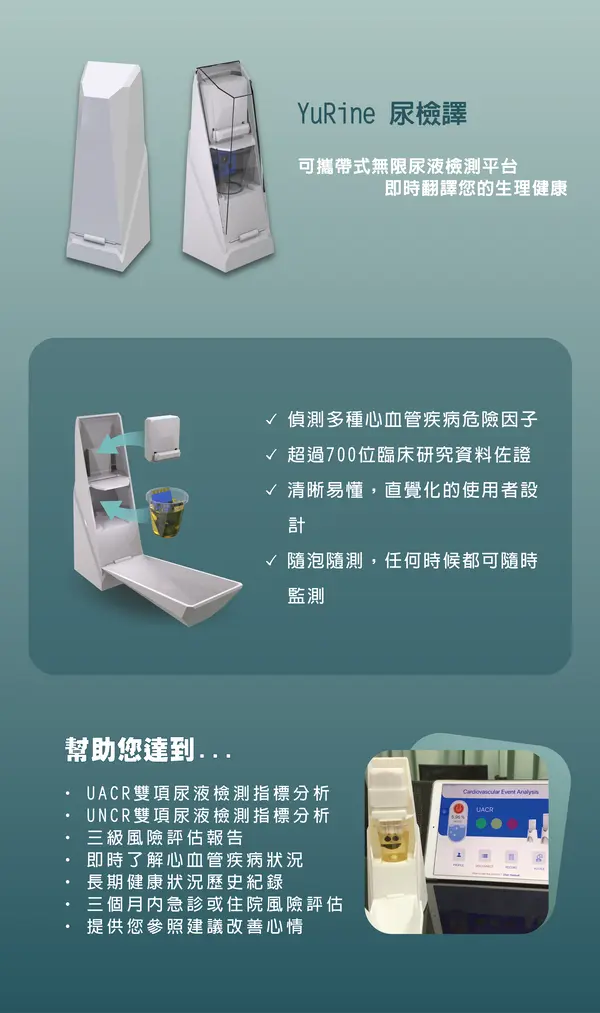 YuRine 尿檢譯
可攜帶式無限尿液檢測平台
即時翻譯您的生理健康
✓ 偵測多種心血管疾病危險因子
✓ 超過700位臨床研究資料佐證
✓ 清晰易懂，直覺化的使用者設
計
✓ 隨泡隨測，任何時候都可隨時
監測
幫助您達到...
• UACR雙項尿液檢測指標分析
• UNCR雙項尿液檢測指標分析
• 三級風險評估報告
• 即時了解心血管疾病狀況
• 長期健康狀況歷史紀錄
• 三個月內急診或住院風險評估
• 提供您參照建議改善心情
Cardiovascular Event Analysis
UACR